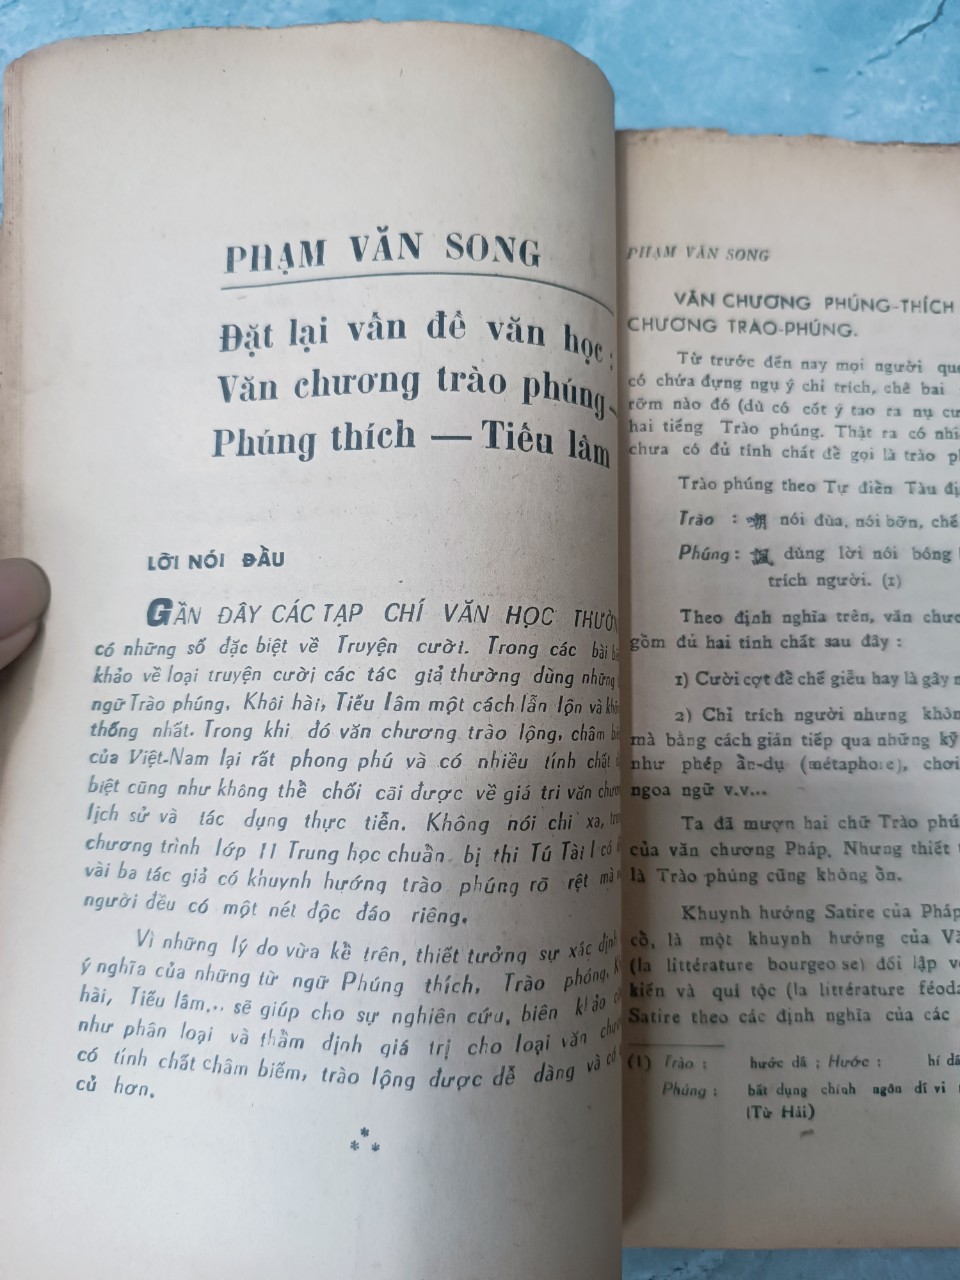 PHẠM VĂN SONG
Đặt lại vấn đề văn học :
Văn chương trào phúng-
Phúng thích — Tiếu làm
LỜI NÓI ĐẦU
GẦN ĐÂY CÁC TẠP CHÍ VĂN HỌC
có những số đặc biệt về Truyện cười. Trong các bài
khảo về loại truyện cười các tác giả thường dùng những
ngữ Trào phúng, Khôi hài, Tiếu lâm một cách lẫn lộn và
thống nhất. Trong khi đó văn chương trào lộng, châm
của Việt-Nam lại rất phong phú và có nhiều tính chất
biệt cũng như không thể chối cãi được về giá tri văn
lịch sử và tác dụng thực tiễn. Không nói chi xa,
chương trình lớp 11 Trung học chuẩn bị thi Tú Tài I có
vài ba tác giả có khuynh hướng trào phúng rõ rệt mà
người đều có một nét độc đáo riêng.
Vì những lý do vừa kể trên, thiết tưởng sự xác định
ý nghĩa của những từ ngữ Phúng thích, Trào phóng,
hài, Tiếu lâm... sẽ giúp cho sự nghiên cứu, biên khảo
như phân loại và thẩm định giá trị cho loại văn
có tính chất châm biếm, trào lộng được dễ dàng và có
củ hơn.
* * *
PHẠM VĂN SONG
VĂN CHƯƠNG PHÚNG-THÍCH
CHƯƠNG TRÀO-PHÚNG.
Từ trước đến nay mọi người
có chứa đựng ngụ ý chỉ trích, chê bai
rỡm nào đó (dù có cốt ý tạo ra nụ
hai tiếng Trào phúng. Thật ra có
chưa có đủ tính chất để gọi là trào
Trào phúng theo Tự điển Tàu
Trào : 嘲 nói đùa, nói bỡn, chế
Phúng : 諷 dùng lời nói bóng
trích người. (1)
Theo định nghĩa trên, văn
gồm đủ hai tính chất sau đây :
1) Cười cợt để chế giễu hay là gây
2) Chỉ trích người nhưng
mà bằng cách gián tiếp qua những kỹ
như phép ẩn-dụ (métaphore), chơi
ngoa ngữ v.v...
Ta đã mượn hai chữ Trào
của văn chương Pháp. Nhưng thiết
là Trào phúng cũng không ổn.
Khuynh hướng Satire của Pháp
cổ, là một khuynh hướng của
(la littérature bourgeo se) đối lập
kiến và quí tộc (la littérature
Satire theo các định nghĩa của các
(1) Trào : hước dã ; Hước : hí
Phúng : bất dụng chính ngôn dĩ vi
(Từ Hải)